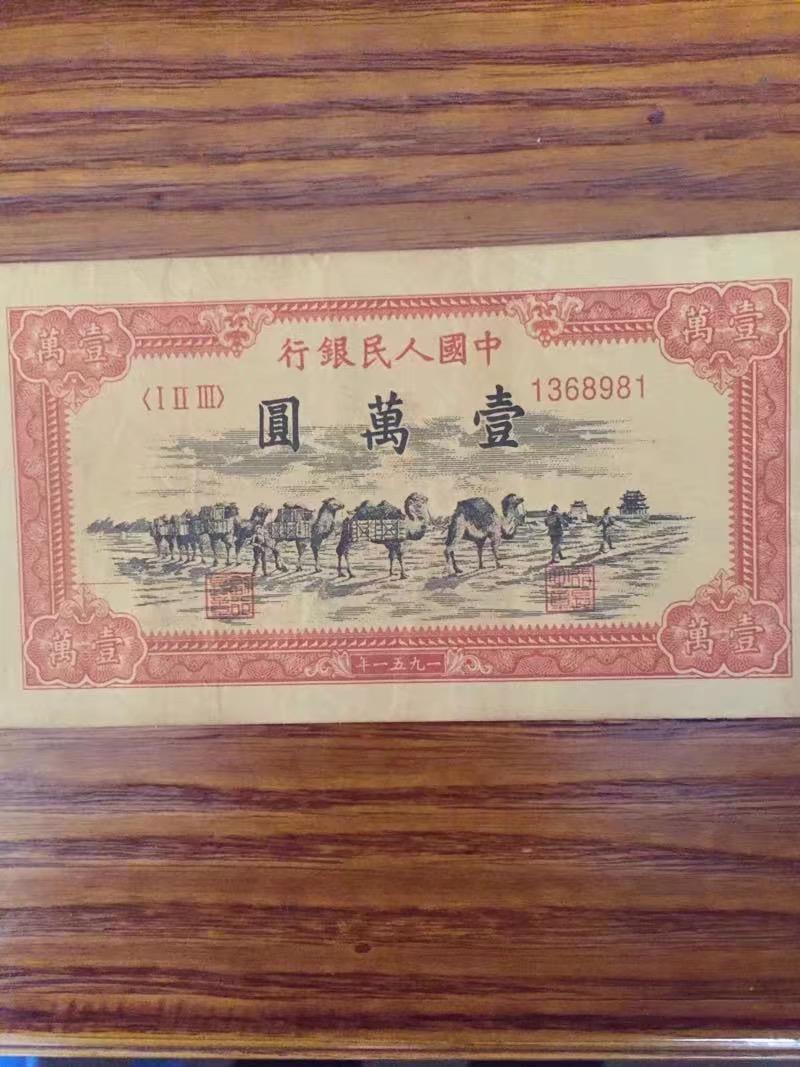 壹萬
壹萬
中國人民銀行
〈I II III〉
1368981
壹萬圓
壹萬
壹萬
一九五一年